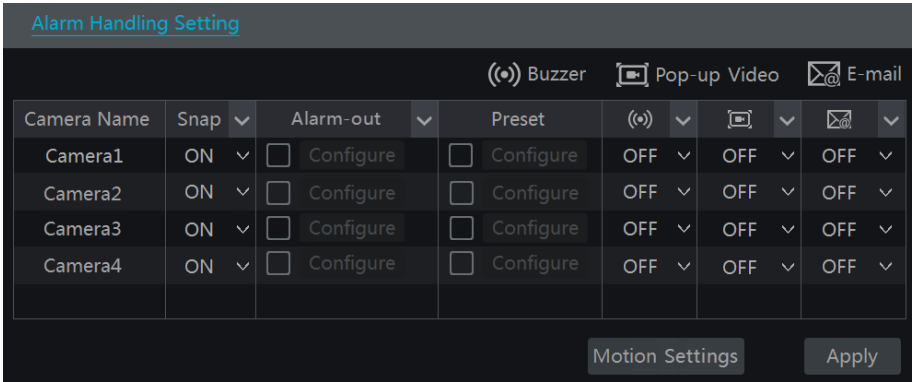 Alarm Handling Setting
Buzzer Pop-up Video E-mail
Camera Name Snap Alarm-out Preset
Camera1 ON Configure Configure OFF OFF OFF
Camera2 ON Configure Configure OFF OFF OFF
Camera3 ON Configure Configure OFF OFF OFF
Camera4 ON Configure Configure OFF OFF OFF
Motion Settings Apply